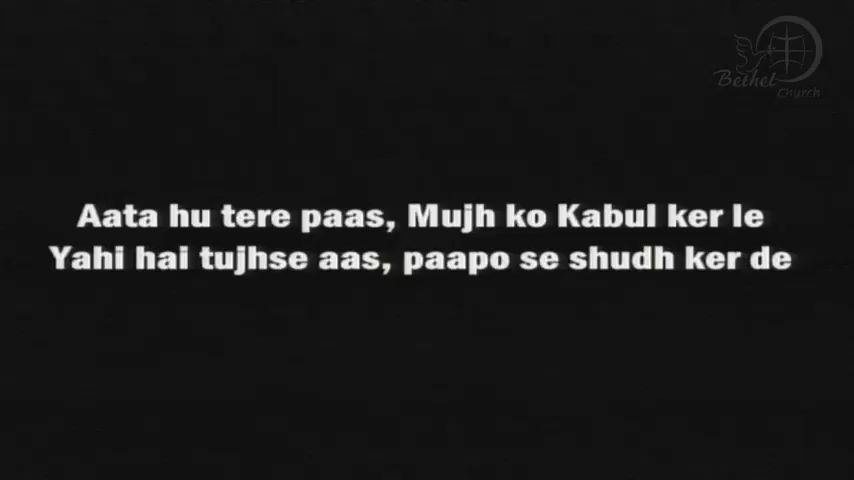 Bethel
Church
Aata hu tere paas, Mujh ko Kabul ker le
Yahi hai tujhse aas, paapo se shudh ker de